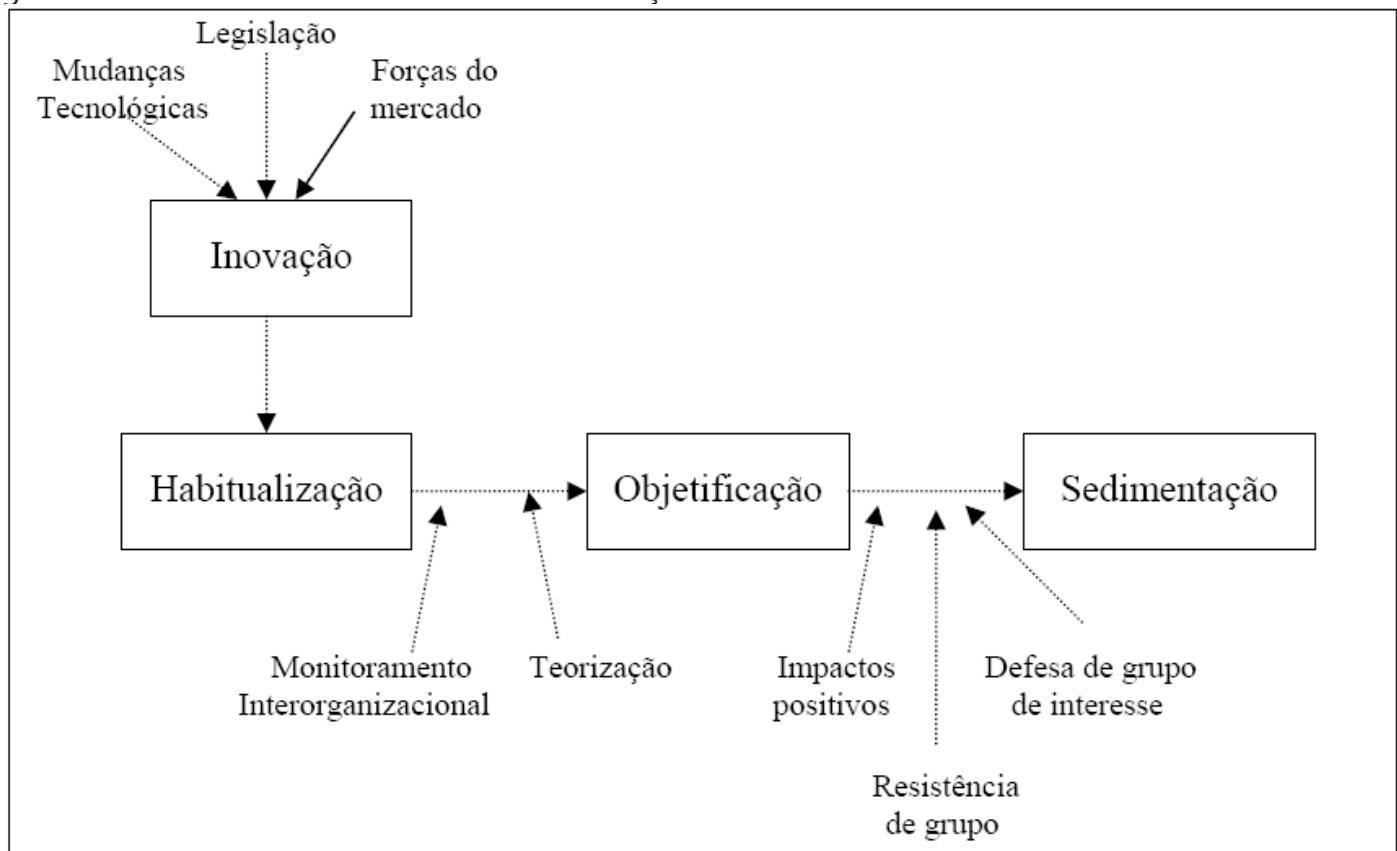 Legislação
Mudanças
Tecnológicas
Forças do
mercado
Inovação
Habitualização
Objetificação
Sedimentação
Monitoramento
Interorganizacional
Teorização
Impactos
positivos
Defesa de grupo
de interesse
Resistência
de grupo